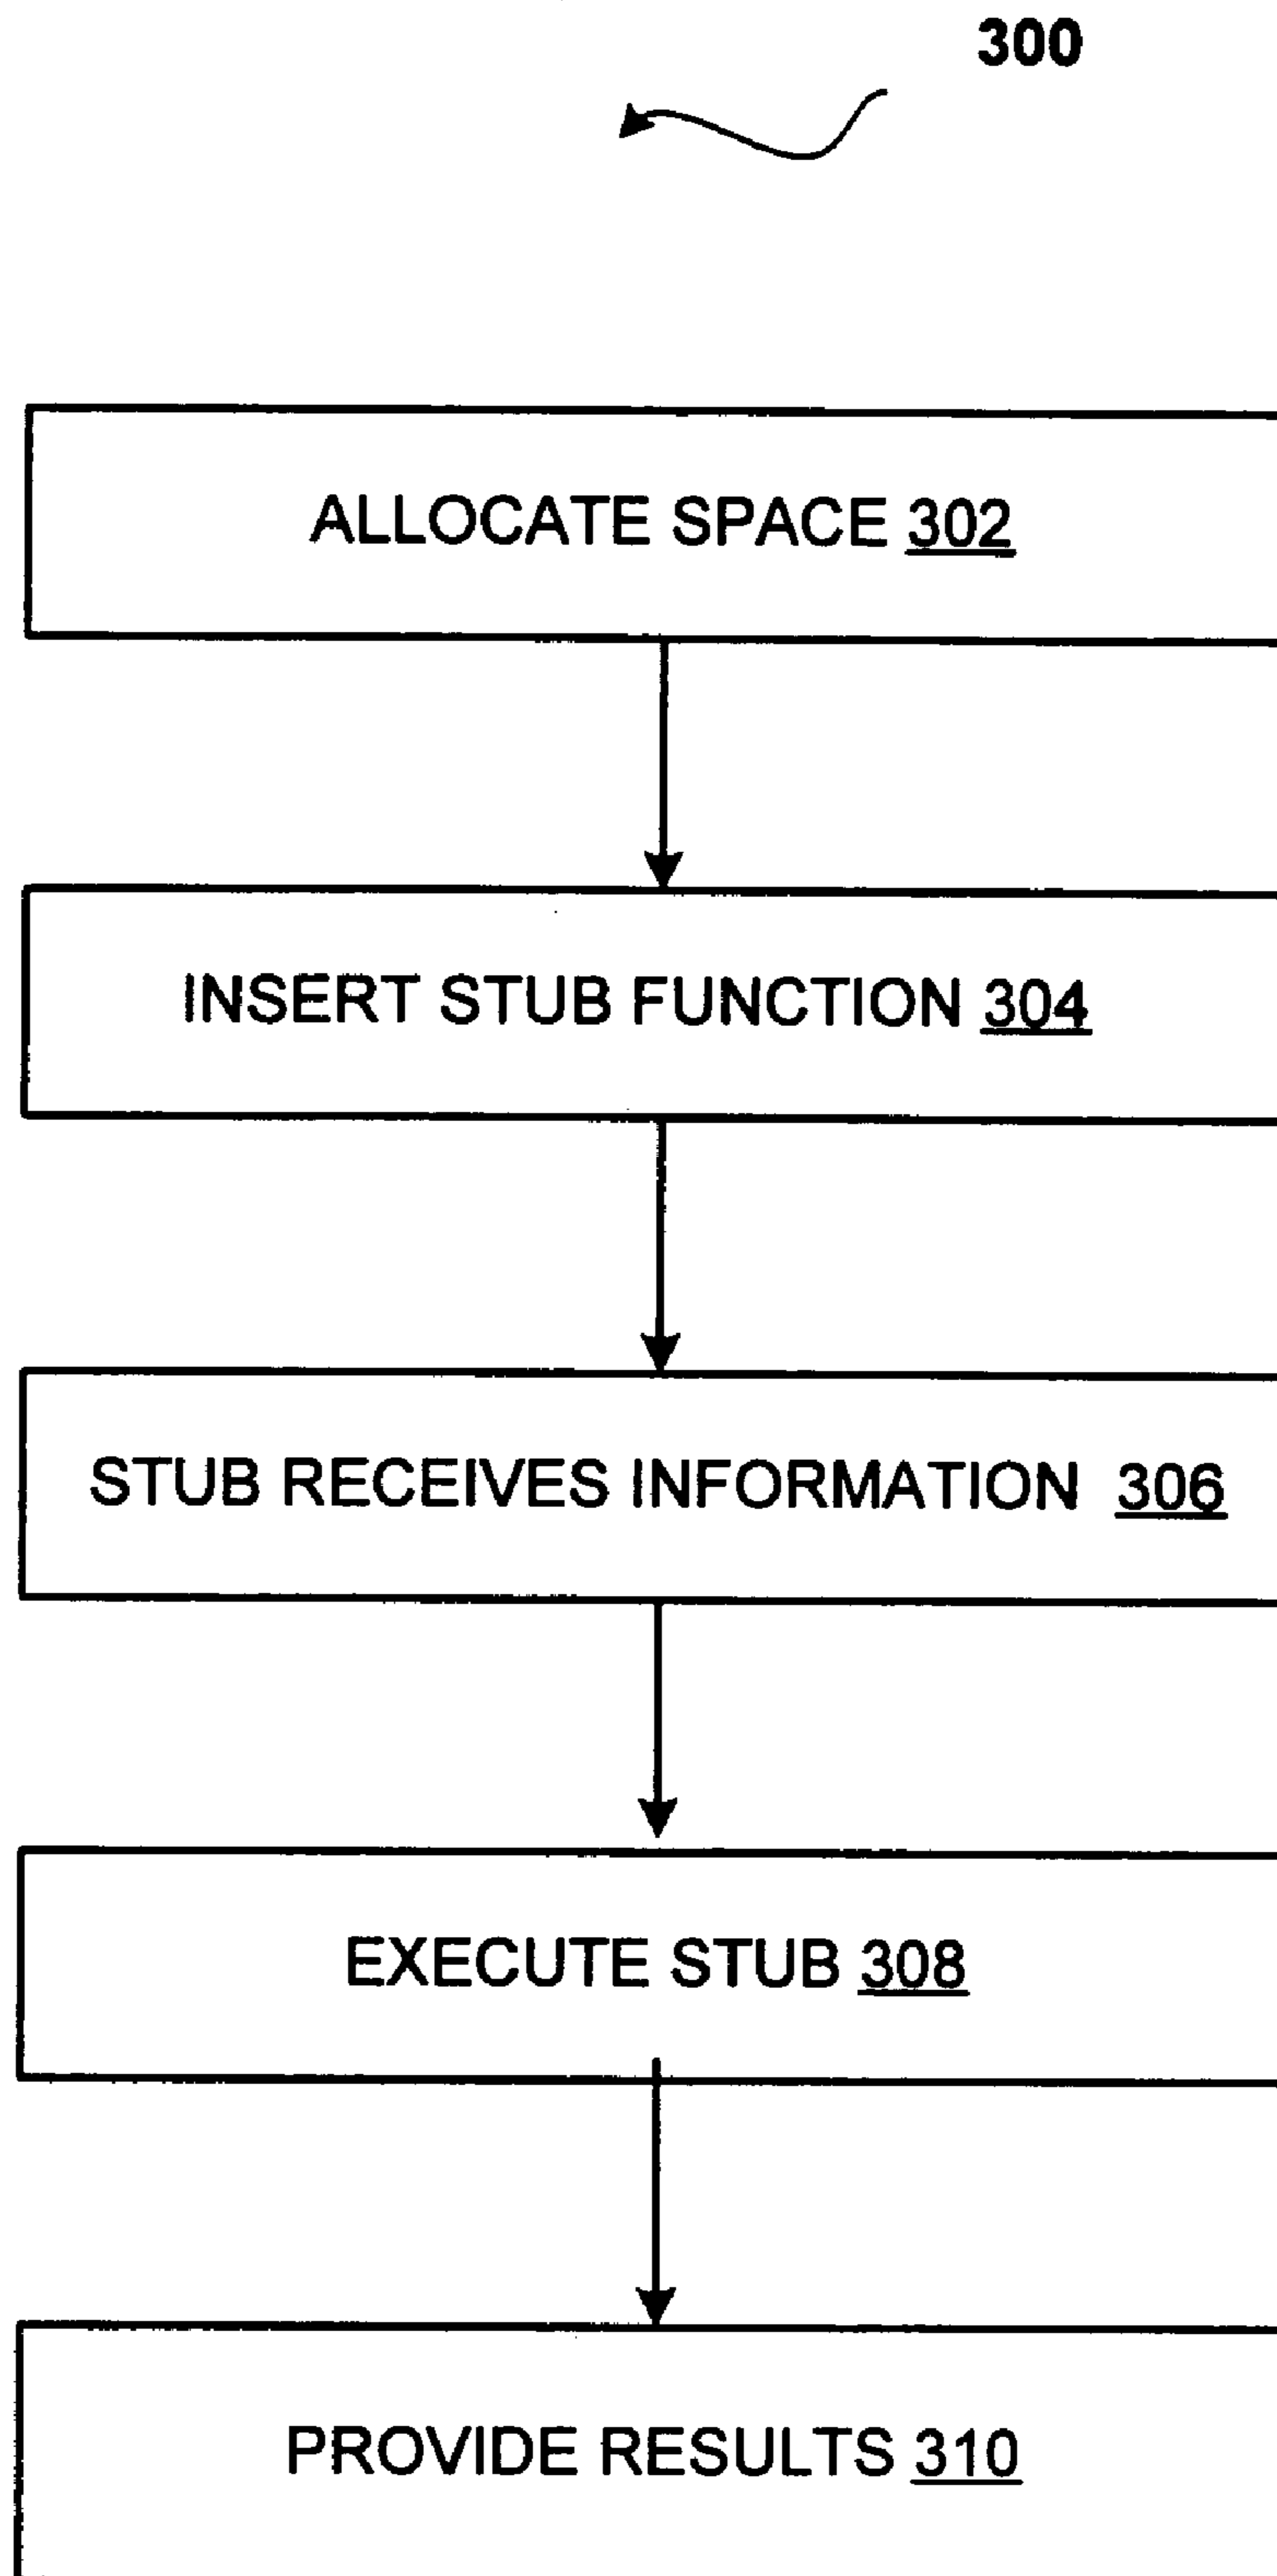 300
ALLOCATE SPACE 302
INSERT STUB FUNCTION 304
STUB RECEIVES INFORMATION 306
EXECUTE STUB 308
PROVIDE RESULTS 310